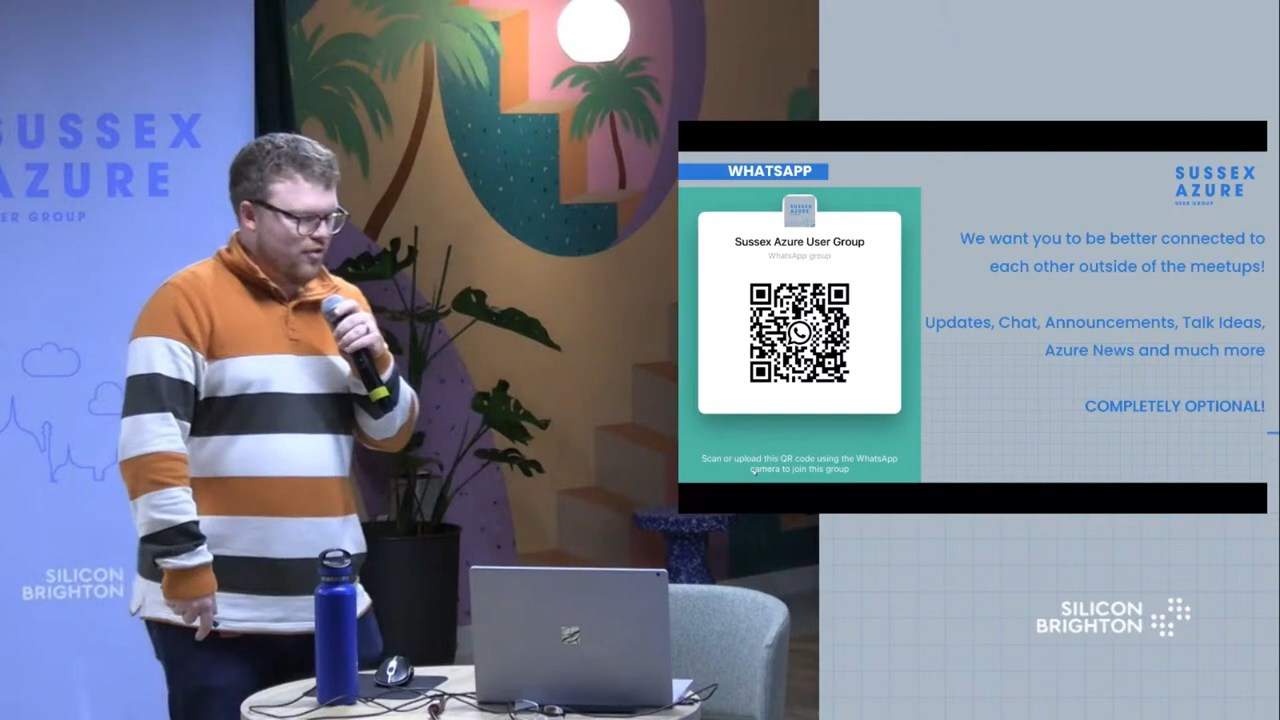 SUSSEX
AZURE
ER GROUP
SILICON
BRIGHTON
WHATSAPP
SUSSEX
AZURE
USER GROUP
SUSSEX
AZURE
Sussex Azure User Group
WhatsApp group
Scan or upload this QR code using the WhatsApp
camera to join this group
We want you to be better connected to
each other outside of the meetups!
Updates, Chat, Announcements, Talk Ideas,
Azure News and much more
COMPLETELY OPTIONAL!
SILICON
BRIGHTON